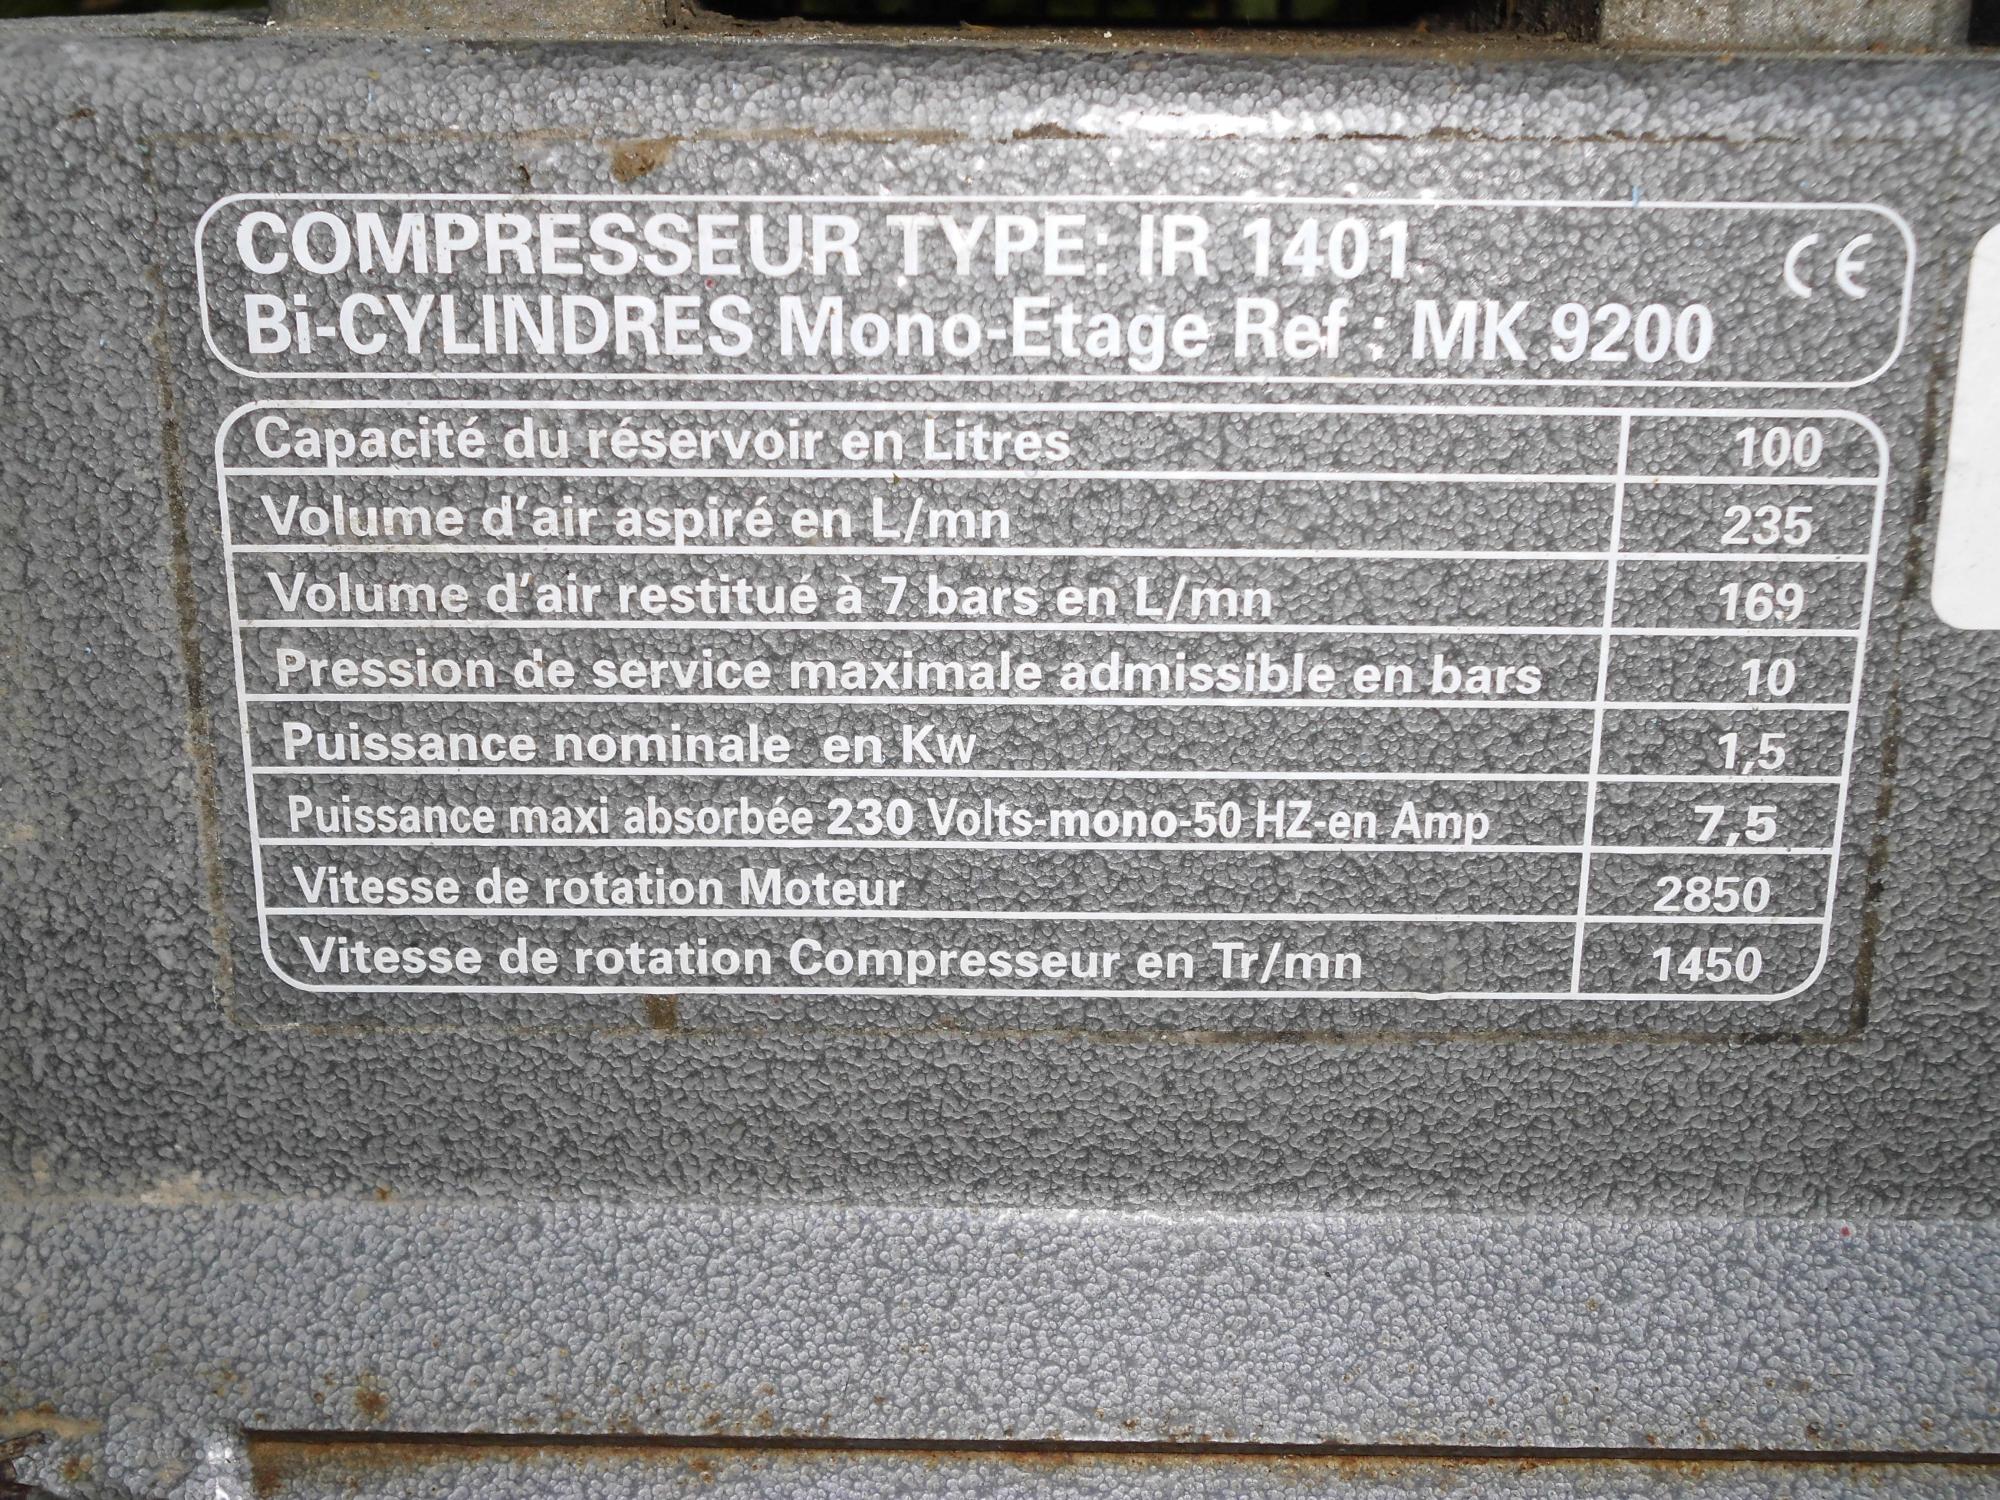 COMPRESSEUR TYPE: IR 1401 CE
Bi-CYLINDRES Mono-Etage Ref : MK 9200
Capacité du réservoir en Litres 100
Volume d'air aspiré en L/mn 235
Volume d'air restitué à 7 bars en L/mn 169
Pression de service maximale admissible en bars 10
Puissance nominale en Kw 1,5
Puissance maxi absorbée 230 Volts-mono-50 HZ-en Amp 7,5
Vitesse de rotation Moteur 2850
Vitesse de rotation Compresseur en Tr/mn 1450